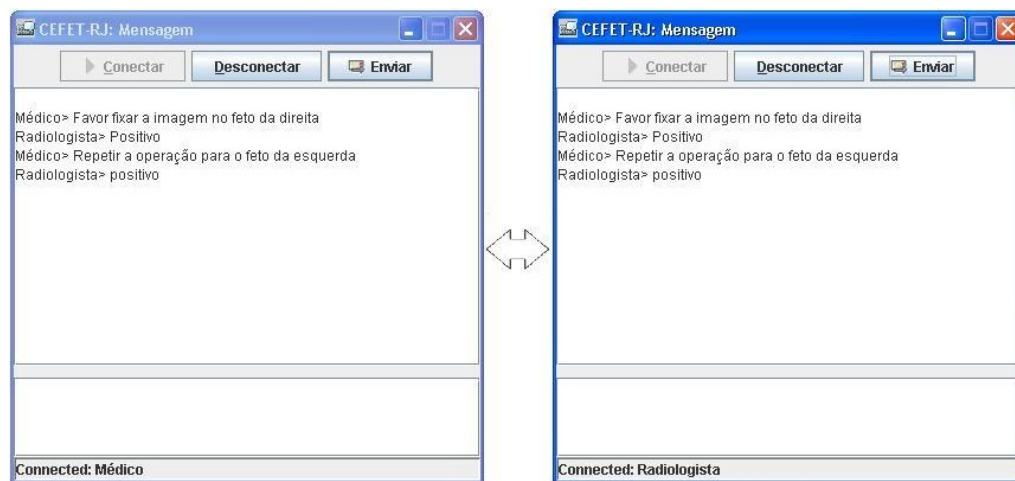 CEFET-RJ: Mensagem
Conectar Desconectar Enviar
Médico> Favor fixar a imagem no feto da direita
Radiologista> Positivo
Médico> Repetir a operação para o feto da esquerda
Radiologista> positivo
Connected: Médico
CEFET-RJ: Mensagem
Conectar Desconectar Enviar
Médico> Favor fixar a imagem no feto da direita
Radiologista> Positivo
Médico> Repetir a operação para o feto da esquerda
Radiologista> positivo
Connected: Radiologista